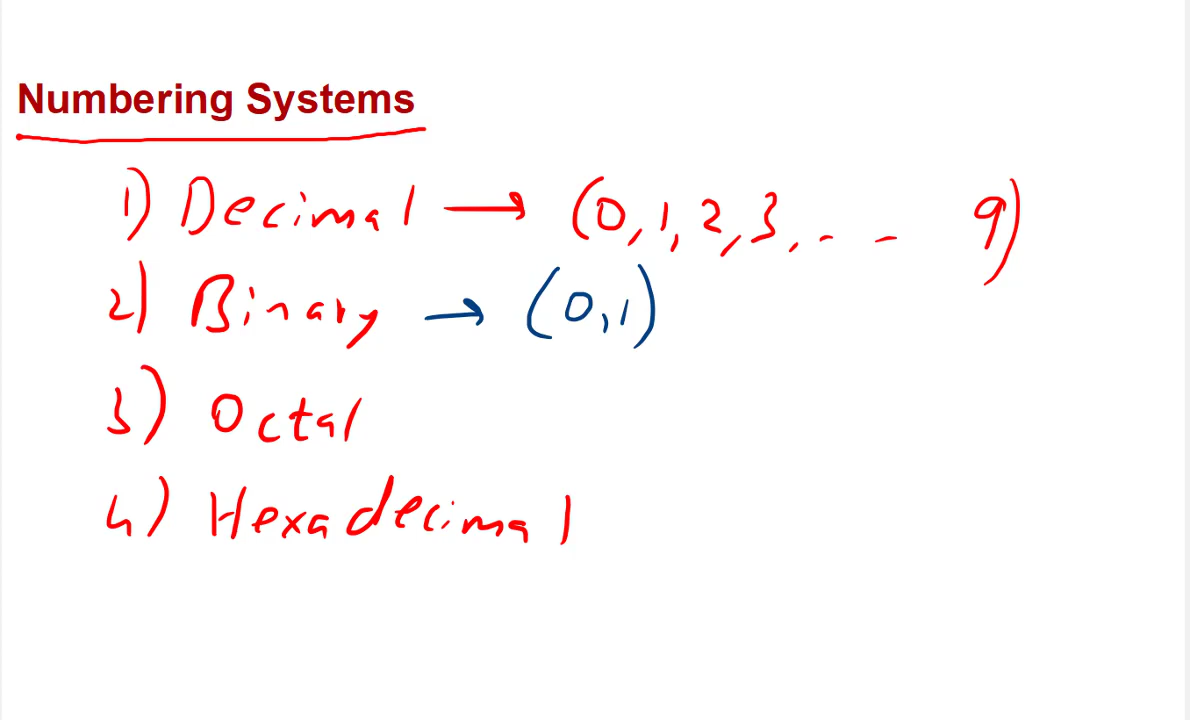 Numbering Systems
1) Decimal → (0, 1, 2, 3, . - - 9)
2) Binary → (0, 1)
3) Octal
4) Hexadecimal